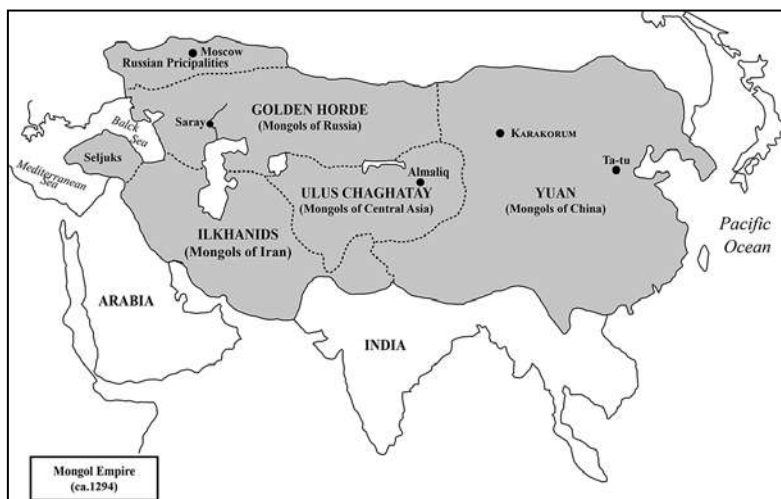 Moscow
Russian Pricipalities
GOLDEN HORDE
(Mongols of Russia)
Saray
Balck
Sea
KARAKORUM
Seljuks
Mediterranean
Sea
Almaliq
Ta-tu
ULUS CHAGHATAY
(Mongols of Central Asia)
YUAN
(Mongols of China)
ILKHANIDS
(Mongols of Iran)
Pacific
Ocean
ARABIA
INDIA
Mongol Empire
(ca.1294)